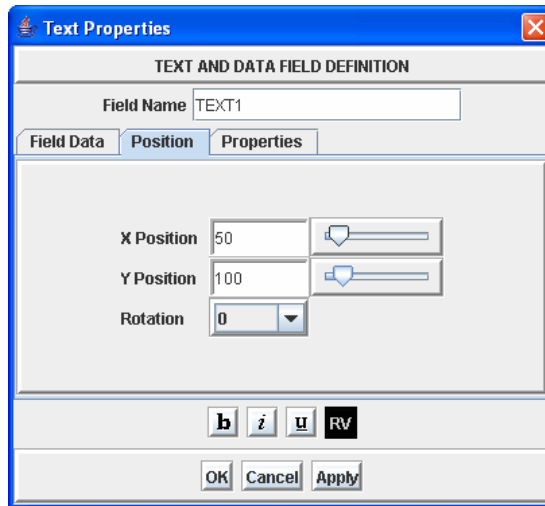 Text Properties
TEXT AND DATA FIELD DEFINITION
Field Name TEXT1
Field Data Position Properties
X Position 50
Y Position 100
Rotation 0
b i u RV
OK Cancel Apply